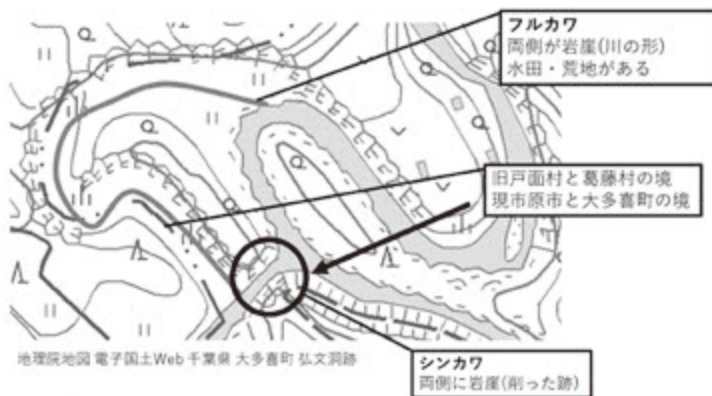 フルカワ
両側が岩崖(川の形)
水田・荒地がある
旧戸面村と葛藤村の境
現市原市と大多喜町の境
地理院地図 電子国土Web 千葉県 大多喜町 弘文洞跡
シンカワ
両側に岩崖(削った跡)